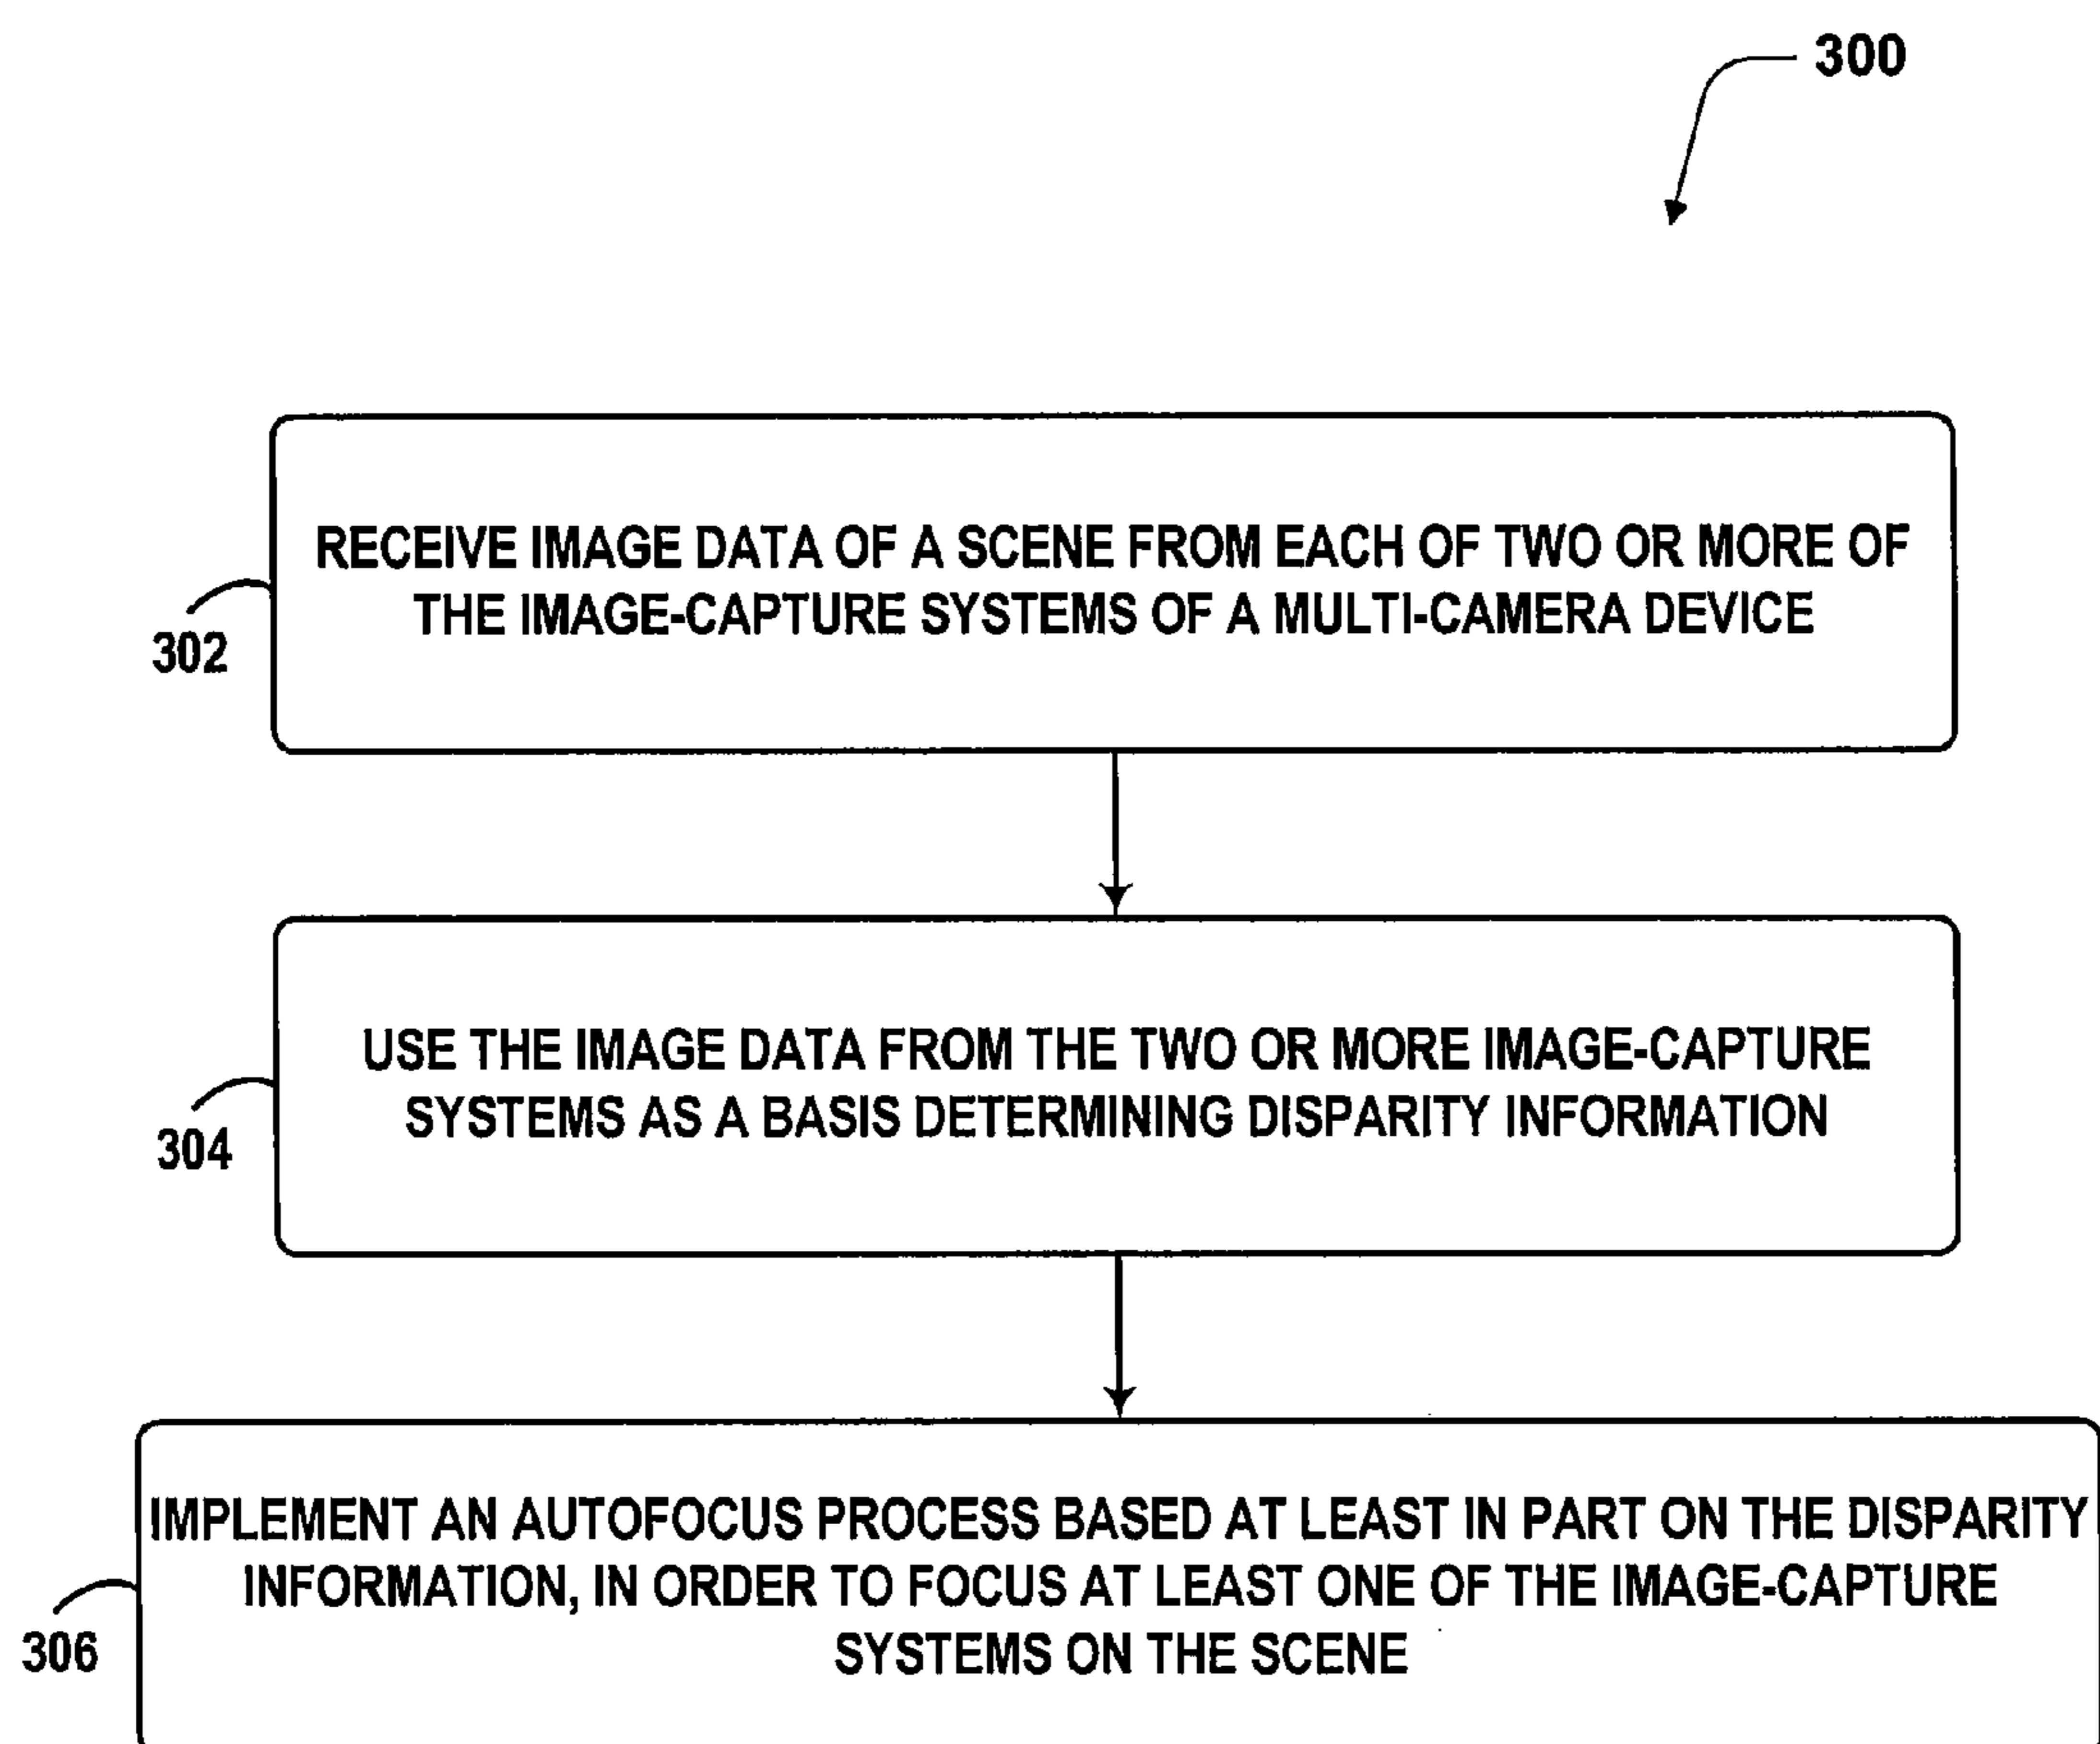 300
RECEIVE IMAGE DATA OF A SCENE FROM EACH OF TWO OR MORE OF
THE IMAGE-CAPTURE SYSTEMS OF A MULTI-CAMERA DEVICE
302
USE THE IMAGE DATA FROM THE TWO OR MORE IMAGE-CAPTURE
SYSTEMS AS A BASIS DETERMINING DISPARITY INFORMATION
304
IMPLEMENT AN AUTOFOCUS PROCESS BASED AT LEAST IN PART ON THE DISPARITY
INFORMATION, IN ORDER TO FOCUS AT LEAST ONE OF THE IMAGE-CAPTURE
SYSTEMS ON THE SCENE
306